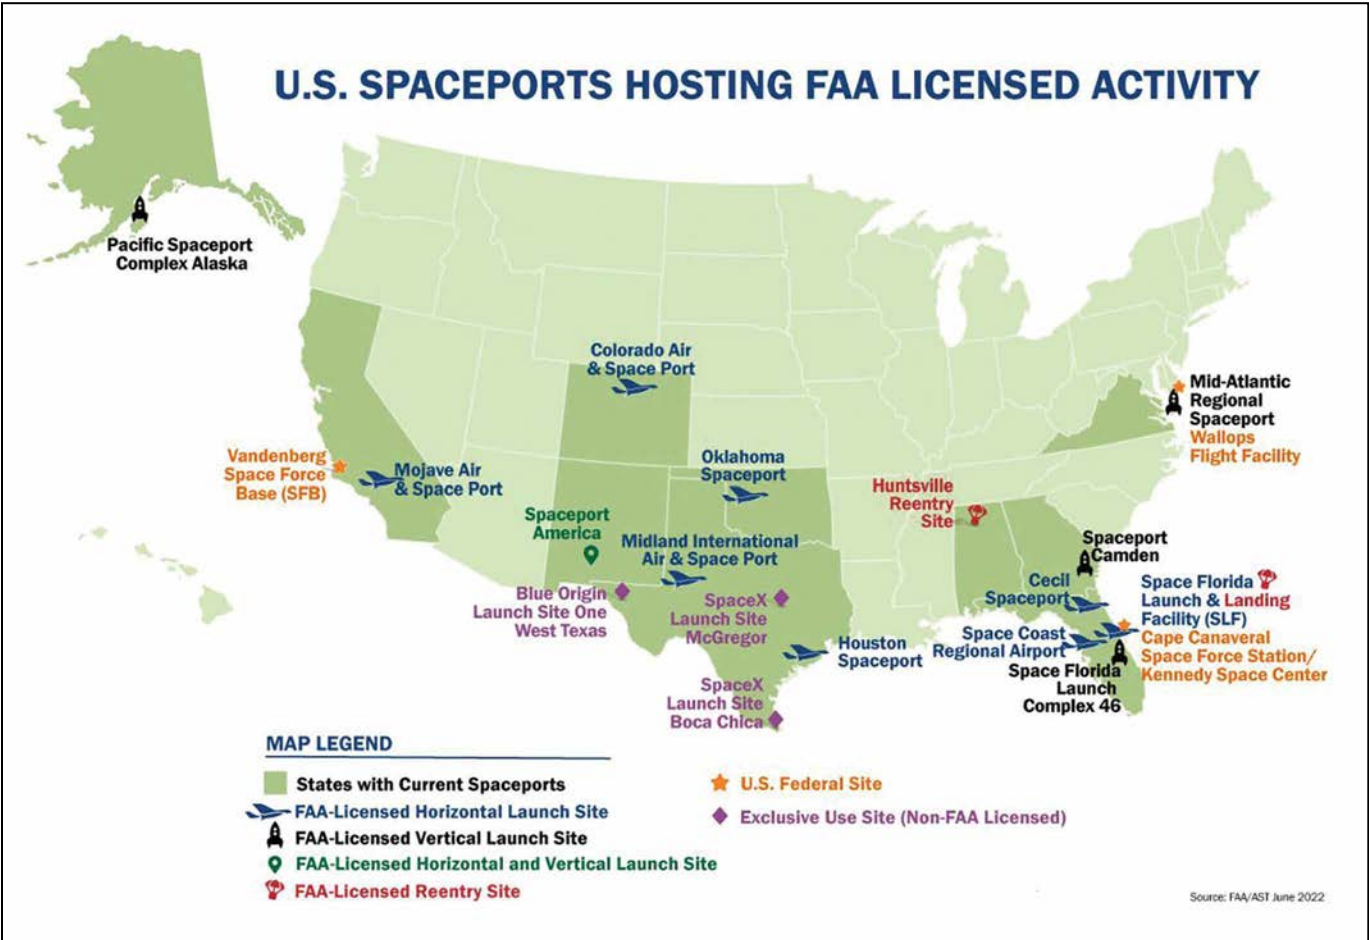 U.S. SPACEPORTS HOSTING FAA LICENSED ACTIVITY
Pacific Spaceport
Complex Alaska
Colorado Air
& Space Port
Mid-Atlantic
Regional
Spaceport
Wallops
Flight Facility
Vandenberg
Space Force
Base (SFB)
Mojave Air
& Space Port
Oklahoma
Spaceport
Huntsville
Reentry
Site
Spaceport
America
Midland International
Air & Space Port
Spaceport
Camden
Cecil
Spaceport
Space Florida
Launch & Landing
Facility (SLF)
Cape Canaveral
Space Force Station/
Kennedy Space Center
Blue Origin
Launch Site One
West Texas
SpaceX
Launch Site
McGregor
Houston
Spaceport
Space Coast
Regional Airport
Space Florida
Launch
Complex 46
SpaceX
Launch Site
Boca Chica
MAP LEGEND
States with Current Spaceports
FAA-Licensed Horizontal Launch Site
FAA-Licensed Vertical Launch Site
FAA-Licensed Horizontal and Vertical Launch Site
FAA-Licensed Reentry Site
U.S. Federal Site
Exclusive Use Site (Non-FAA Licensed)
Source: FAA/AST June 2022